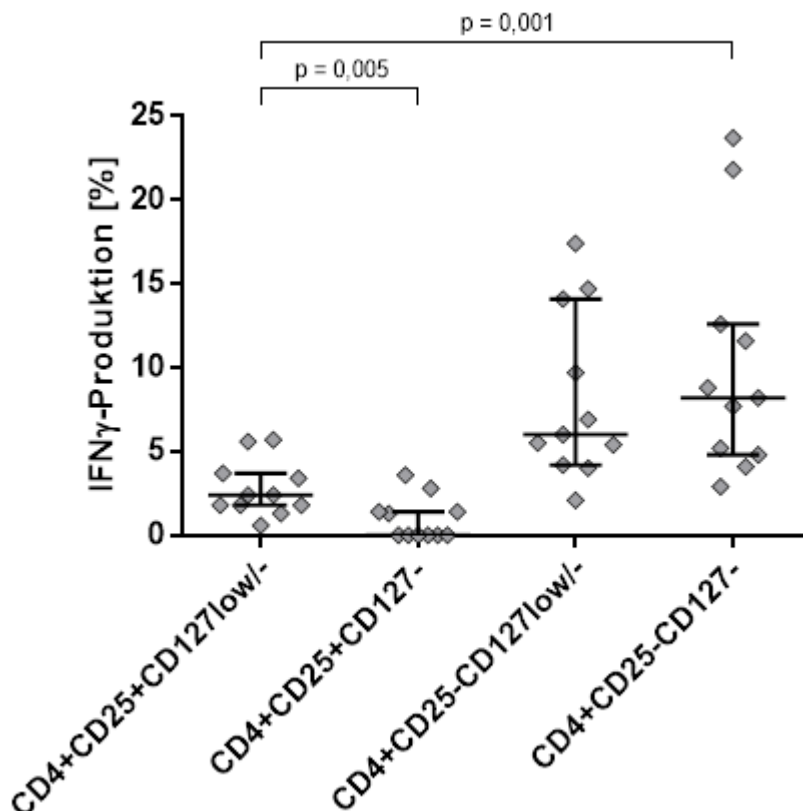 p = 0,001
p = 0,005
IFNγ-Produktion [%]
25
20
15
10
5
0
CD4+CD25+CD127low/-
CD4+CD25+CD127-
CD4+CD25-CD127low/-
CD4+CD25-CD127-